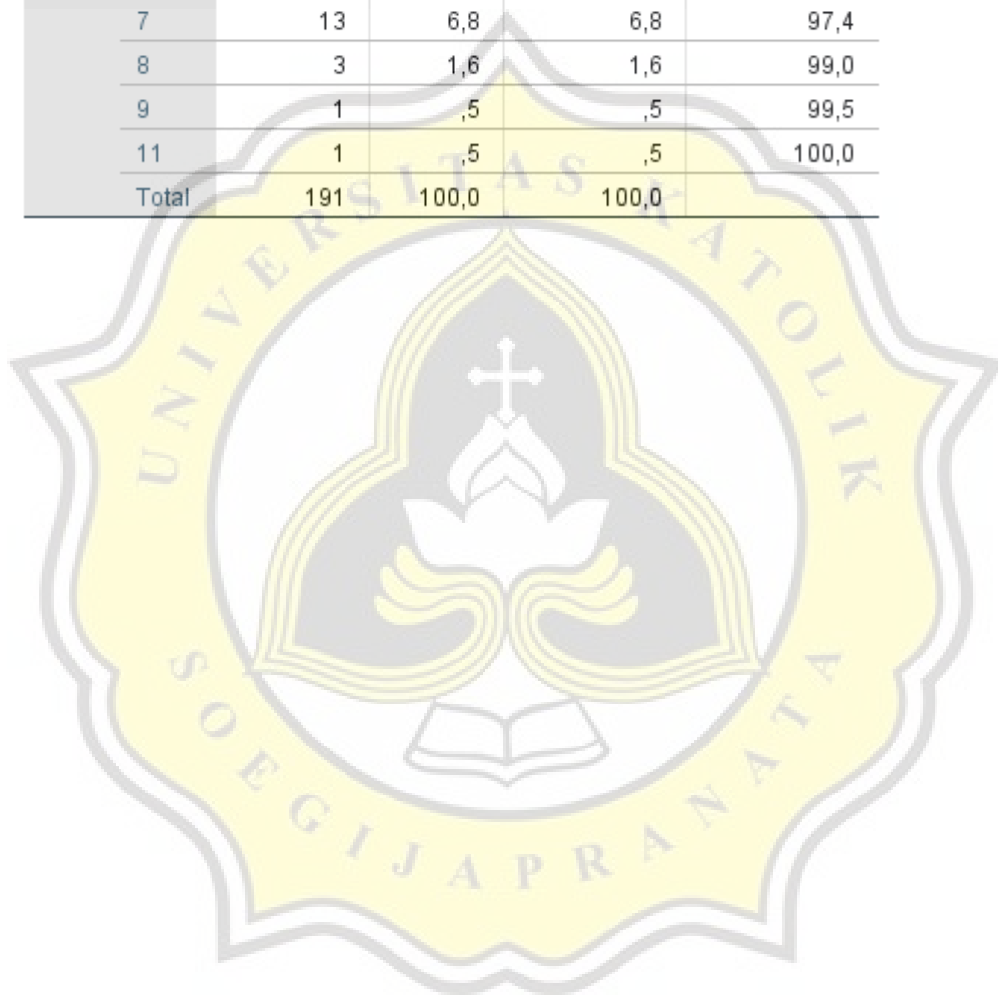 7 13 6,8 6,8 97,4
8 3 1,6 1,6 99,0
9 1 ,5 ,5 99,5
11 1 ,5 ,5 100,0
Total 191 100,0 100,0
UNIVERSITAS KATOLIK
SOEGIJAPRANATA